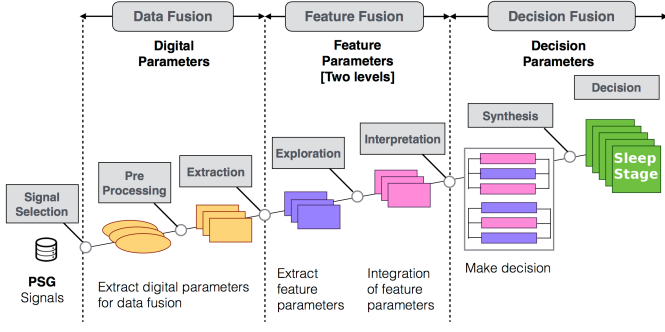 Data Fusion
Feature Fusion
Decision Fusion
Digital
Parameters
Feature
Parameters
[Two levels]
Decision
Parameters
Decision
Synthesis
Interpretation
Exploration
Extraction
Pre
Processing
Signal
Selection
Sleep
Stage
PSG
Signals
Extract digital parameters
for data fusion
Extract
feature
parameters
Integration
of feature
parameters
Make decision